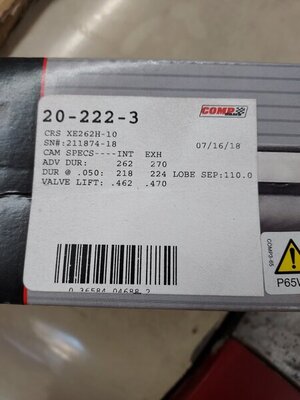 20-222-3
COMP
CRS XE262H-10
SN#:211874-18 07/16/18
CAM SPECS----INT EXH
ADV DUR: 262 270
DUR @ .050: 218 224 LOBE SEP:110.0
VALVE LIFT: .462 .470
0 36584 04688 2
COMP5-65
P65W